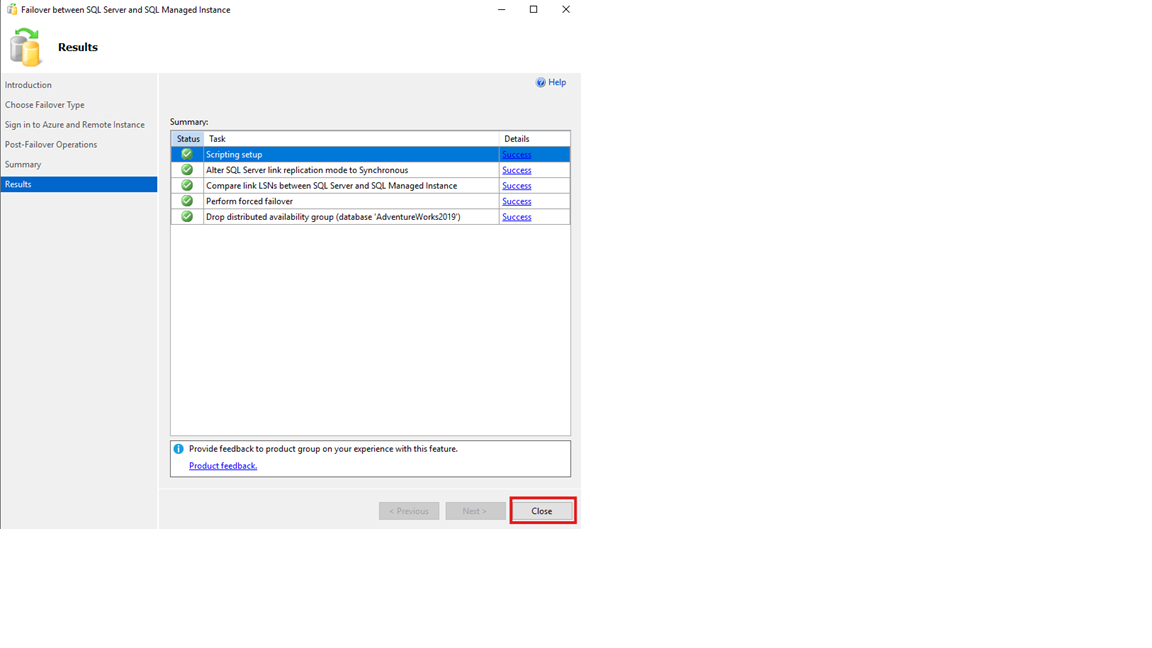 Failover between SQL Server and SQL Managed Instance
Results
Introduction
Choose Failover Type
Sign in to Azure and Remote Instance
Post-Failover Operations
Summary
Results
Help
Summary:
Status Task Details
Scripting setup Success
Alter SQL Server link replication mode to Synchronous Success
Compare link LSNs between SQL Server and SQL Managed Instance Success
Perform forced failover Success
Drop distributed availability group (database 'AdventureWorks2019') Success
Provide feedback to product group on your experience with this feature.
Product feedback.
< Previous Next > Close